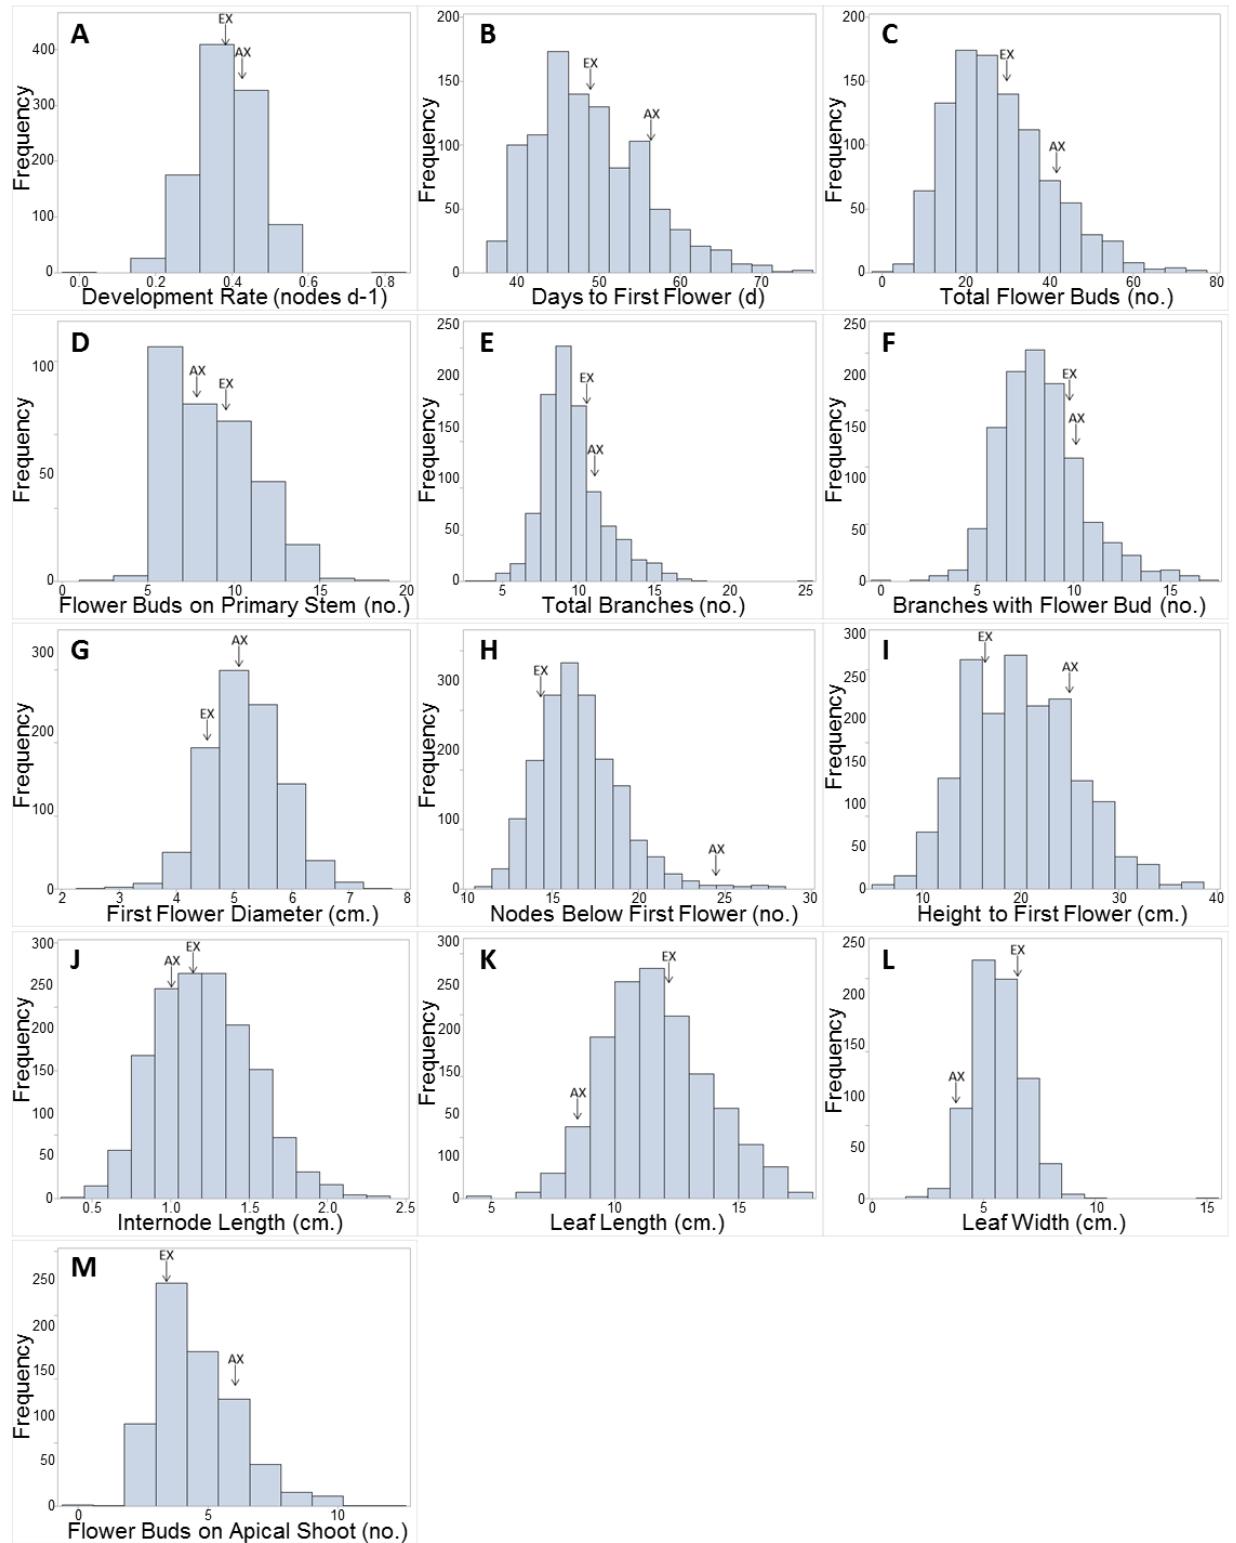 A
EX
AX
Frequency
400
300
200
100
0
0.0 0.2 0.4 0.6 0.8
Development Rate (nodes d-1)
B
EX
AX
Frequency
200
150
100
50
0
40 50 60 70
Days to First Flower (d)
C
EX
AX
Frequency
200
150
100
50
0
0 20 40 60 80
Total Flower Buds (no.)
D
AX
EX
Frequency
100
50
0
0 5 10 15 20
Flower Buds on Primary Stem (no.)
E
EX
AX
Frequency
250
200
150
100
50
0
5 10 15 20 25
Total Branches (no.)
F
EX
AX
Frequency
250
200
150
100
50
0
0 5 10 15
Branches with Flower Bud (no.)
G
AX
EX
Frequency
300
200
100
0
2 3 4 5 6 7 8
First Flower Diameter (cm.)
H
EX
AX
Frequency
300
200
100
0
10 15 20 25 30
Nodes Below First Flower (no.)
I
EX
AX
Frequency
300
250
200
150
100
50
0
10 20 30 40
Height to First Flower (cm.)
J
AX
EX
Frequency
300
250
200
150
100
50
0
0.5 1.0 1.5 2.0 2.5
Internode Length (cm.)
K
EX
AX
Frequency
300
250
200
150
50
100
0
5 10 15
Leaf Length (cm.)
L
EX
AX
Frequency
250
200
150
100
50
0
0 5 10 15
Leaf Width (cm.)
M
EX
AX
Frequency
250
200
150
100
50
0
0 5 10
Flower Buds on Apical Shoot (no.)